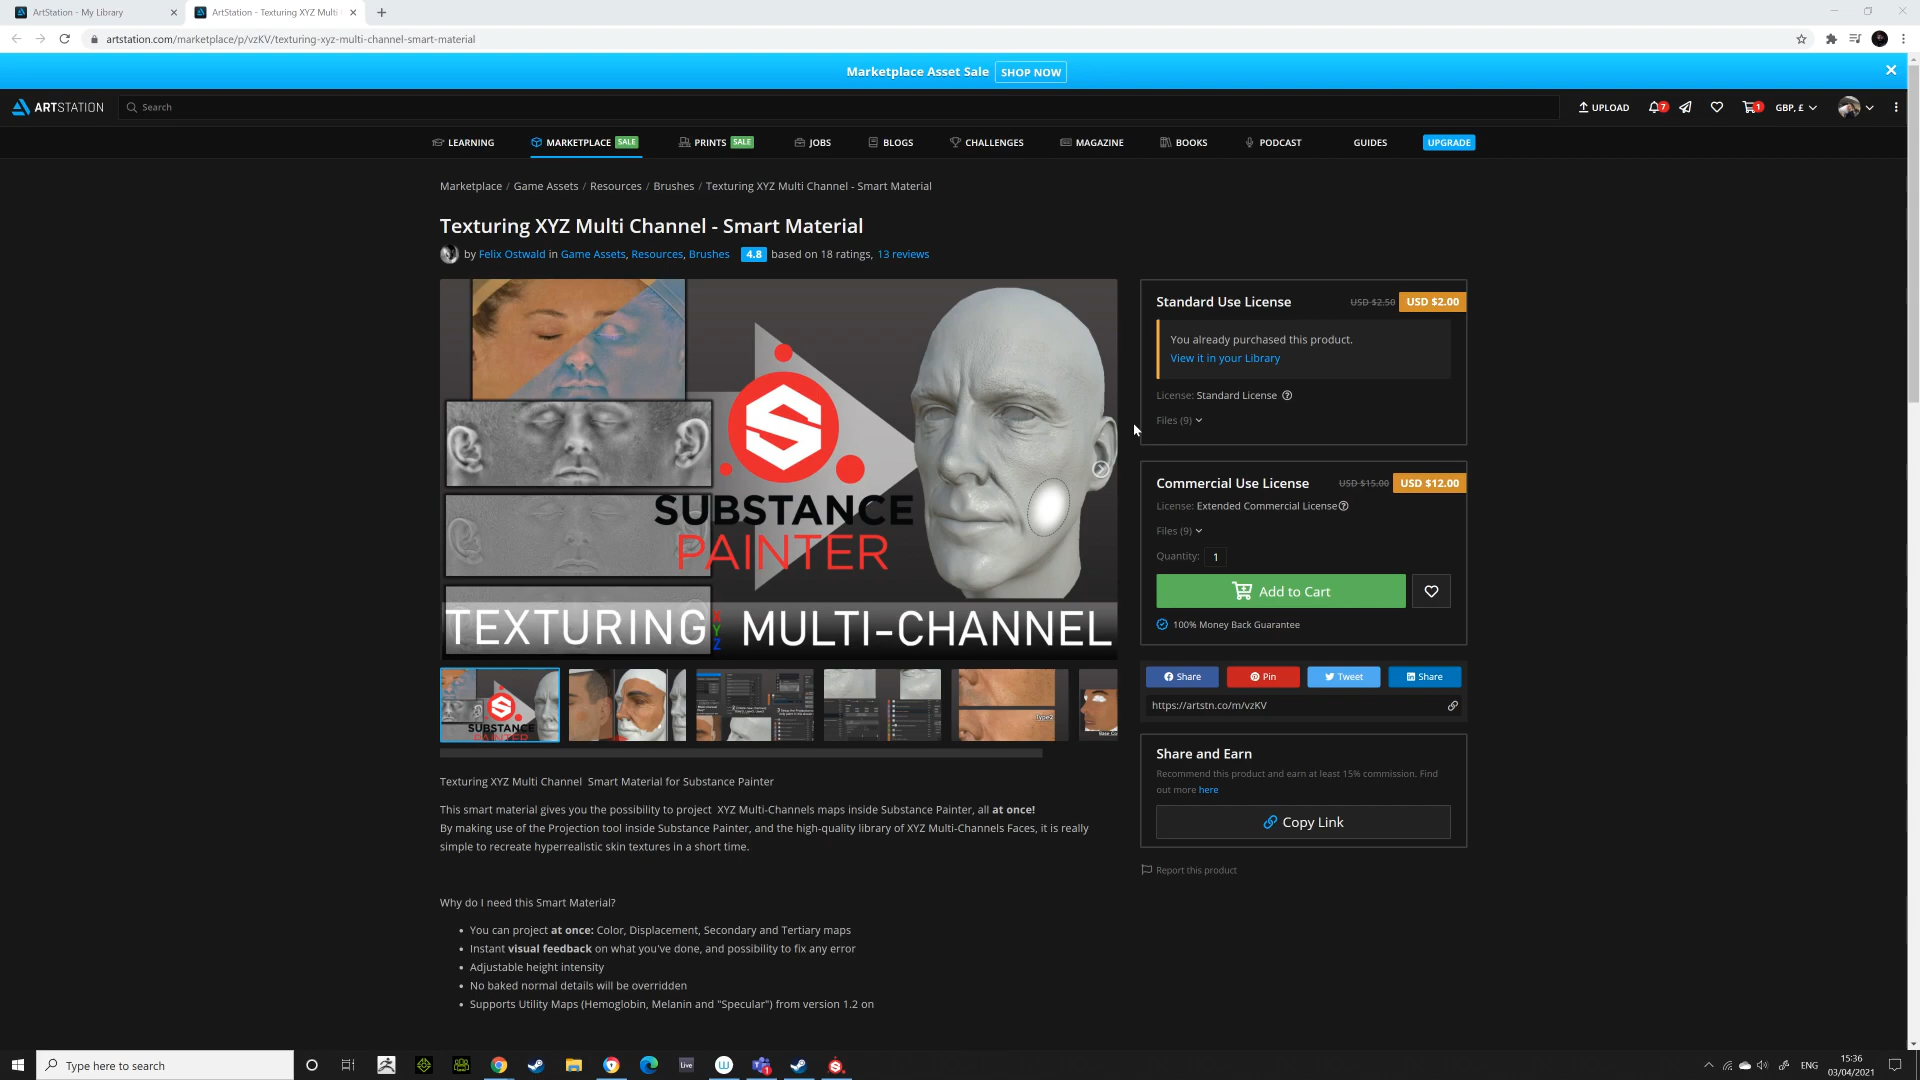 ArtStation - My Library
ArtStation - Texturing XYZ Multi
artstation.com/marketplace/p/vzKV/texturing-xyz-multi-channel-smart-material
Marketplace Asset Sale SHOP NOW
ARTSTATION
Search
UPLOAD
7
1
GBP, £
LEARNING
MARKETPLACE SALE
PRINTS SALE
JOBS
BLOGS
CHALLENGES
MAGAZINE
BOOKS
PODCAST
GUIDES
UPGRADE
Marketplace / Game Assets / Resources / Brushes / Texturing XYZ Multi Channel - Smart Material
Texturing XYZ Multi Channel - Smart Material
by Felix Ostwald in Game Assets, Resources, Brushes 4.8 based on 18 ratings, 13 reviews
SUBSTANCE
PAINTER
TEXTURING XYZ MULTI-CHANNEL
SUBSTANCE
Type2
Texturing XYZ Multi Channel Smart Material for Substance Painter
This smart material gives you the possibility to project XYZ Multi-Channels maps inside Substance Painter, all at once!
By making use of the Projection tool inside Substance Painter, and the high-quality library of XYZ Multi-Channels Faces, it is really
simple to recreate hyperrealistic skin textures in a short time.
Why do I need this Smart Material?
• You can project at once: Color, Displacement, Secondary and Tertiary maps
• Instant visual feedback on what you've done, and possibility to fix any error
• Adjustable height intensity
• No baked normal details will be overridden
• Supports Utility Maps (Hemoglobin, Melanin and "Specular") from version 1.2 on
Standard Use License USD $2.50 USD $2.00
You already purchased this product.
View it in your Library
License: Standard License
Files (9)
Commercial Use License USD $15.00 USD $12.00
License: Extended Commercial License
Files (9)
Quantity: 1
Add to Cart
100% Money Back Guarantee
Share
Pin
Tweet
Share
https://artstn.co/m/vzKV
Share and Earn
Recommend this product and earn at least 15% commission. Find
out more here
Copy Link
Report this product
Type here to search
Live
ENG
15:36
03/04/2021